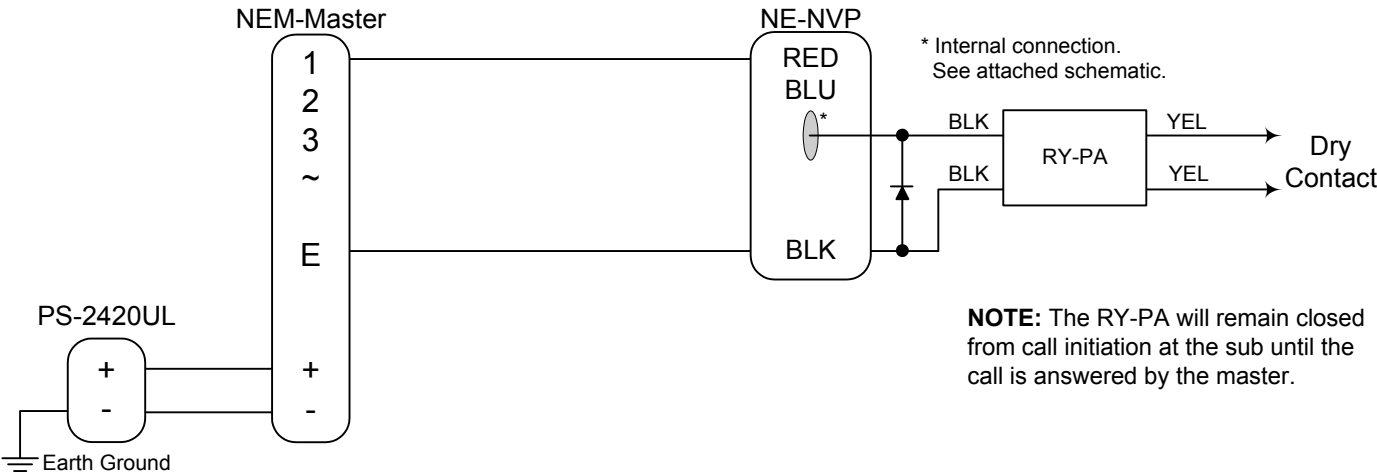 NEM-Master
NE-NVP
* Internal connection.
See attached schematic.
1
2
3
~
E
+
-
RED
BLU
*
BLK
BLK
BLK
RY-PA
YEL
YEL
Dry
Contact
PS-2420UL
+
-
Earth Ground
NOTE: The RY-PA will remain closed
from call initiation at the sub until the
call is answered by the master.